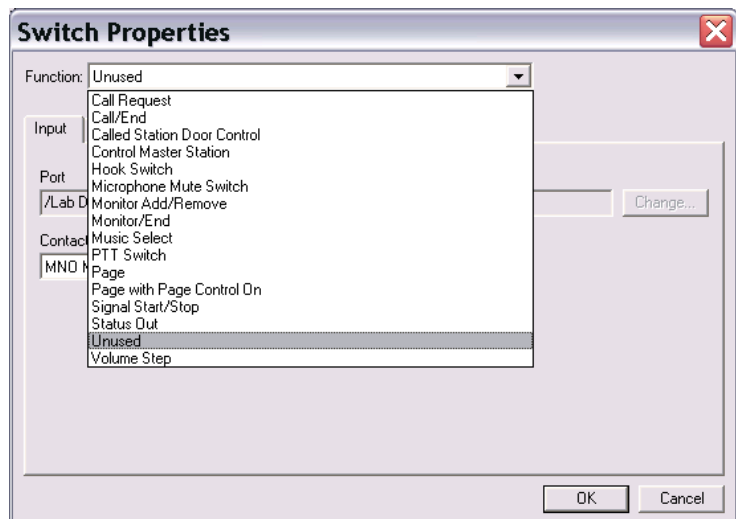 Switch Properties
Function: Unused
Call Request
Call/End
Called Station Door Control
Control Master Station
Hook Switch
Microphone Mute Switch
Monitor Add/Remove
Monitor/End
Music Select
PTT Switch
Page
Page with Page Control On
Signal Start/Stop
Status Out
Unused
Volume Step
Input
Port
/Lab
Change...
Contac
MNO
OK
Cancel